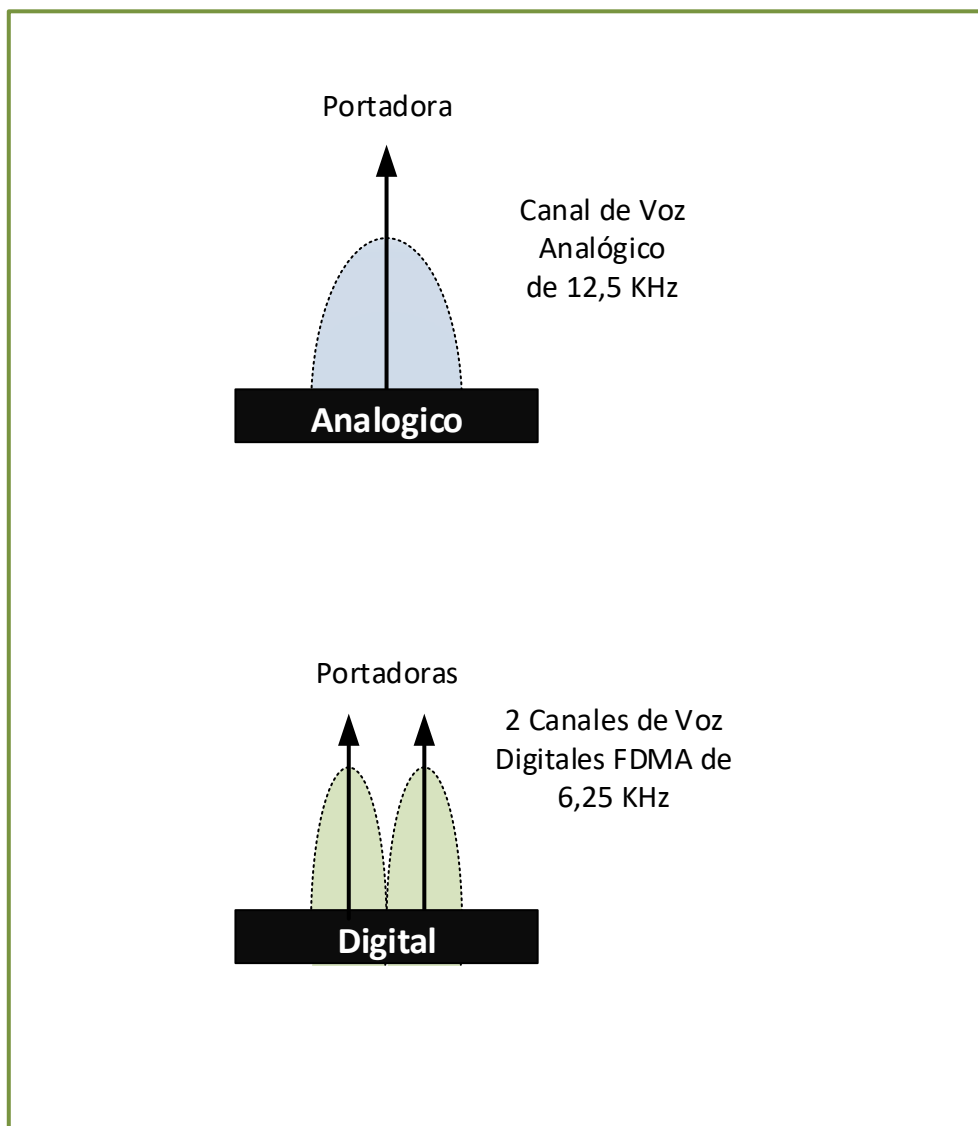 Portadora
Canal de Voz
Analógico
de 12,5 KHz
Analogico
Portadoras
2 Canales de Voz
Digitales FDMA de
6,25 KHz
Digital